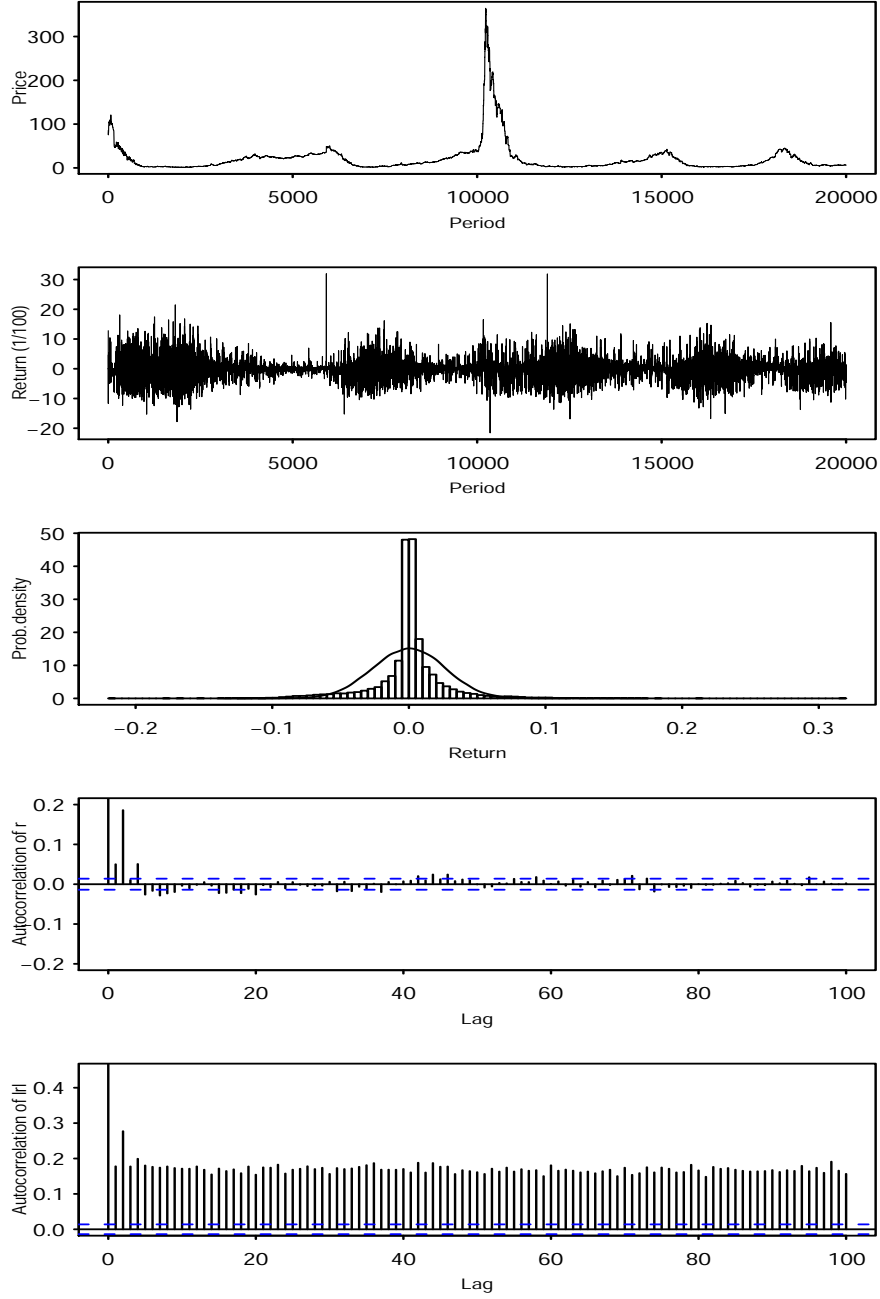 Price
300
200
100
0
0 5000 10000 15000 20000
Period
Return (1/100)
30
20
10
0
−10
−20
0 5000 10000 15000 20000
Period
Prob.density
50
40
30
20
10
0
−0.2 −0.1 0.0 0.1 0.2 0.3
Return
Autocorrelation of r
0.2
0.1
0.0
−0.1
−0.2
0 20 40 60 80 100
Lag
Autocorrelation of |r|
0.4
0.3
0.2
0.1
0.0
0 20 40 60 80 100
Lag